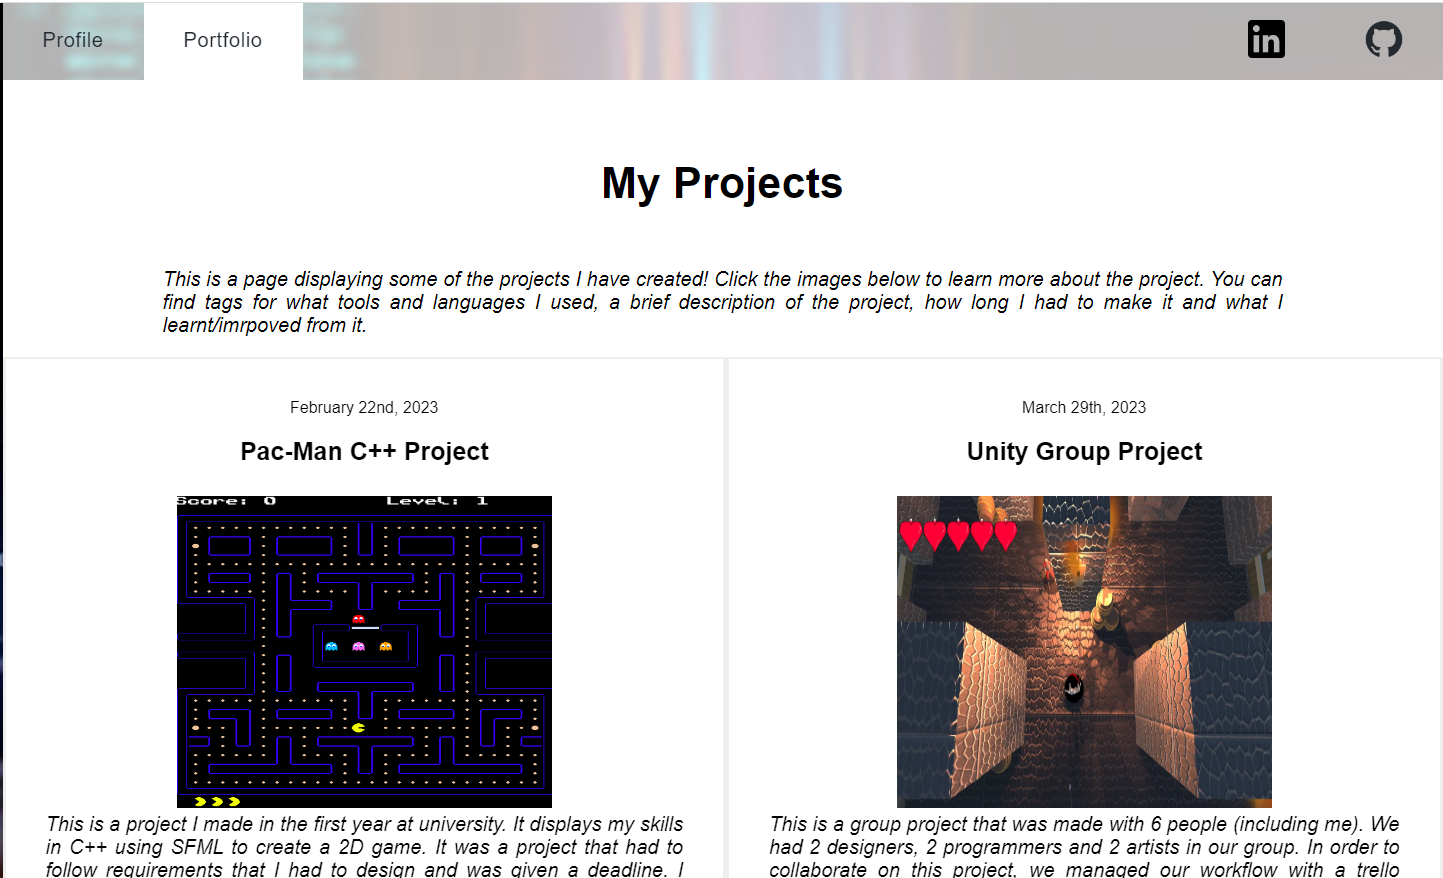 Profile
Portfolio
in
My Projects
This is a page displaying some of the projects I have created! Click the images below to learn more about the project. You can
find tags for what tools and languages I used, a brief description of the project, how long I had to make it and what I
learnt/imrpoved from it.
February 22nd, 2023
Pac-Man C++ Project
Score: 0 Level: 1
This is a project I made in the first year at university. It displays my skills
in C++ using SFML to create a 2D game. It was a project that had to
follow requirements that I had to design and was given a deadline. I
March 29th, 2023
Unity Group Project
This is a group project that was made with 6 people (including me). We
had 2 designers, 2 programmers and 2 artists in our group. In order to
collaborate on this project, we managed our workflow with a trello